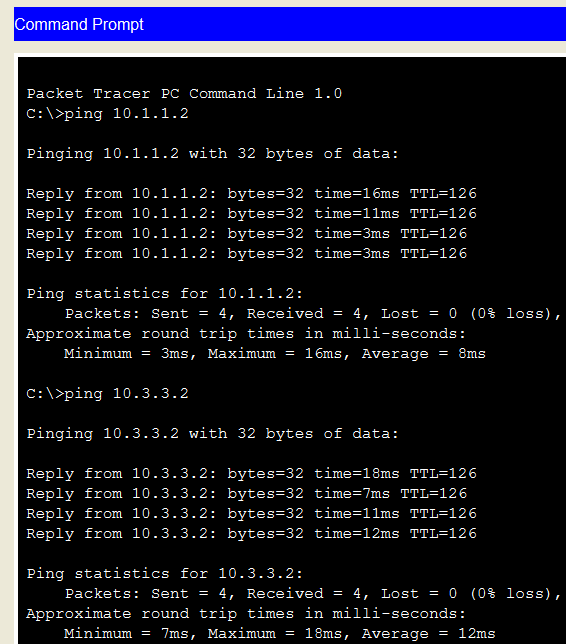 Command Prompt
Packet Tracer PC Command Line 1.0
C:\>ping 10.1.1.2
Pinging 10.1.1.2 with 32 bytes of data:
Reply from 10.1.1.2: bytes=32 time=16ms TTL=126
Reply from 10.1.1.2: bytes=32 time=11ms TTL=126
Reply from 10.1.1.2: bytes=32 time=3ms TTL=126
Reply from 10.1.1.2: bytes=32 time=3ms TTL=126
Ping statistics for 10.1.1.2:
Packets: Sent = 4, Received = 4, Lost = 0 (0% loss),
Approximate round trip times in milli-seconds:
Minimum = 3ms, Maximum = 16ms, Average = 8ms
C:\>ping 10.3.3.2
Pinging 10.3.3.2 with 32 bytes of data:
Reply from 10.3.3.2: bytes=32 time=18ms TTL=126
Reply from 10.3.3.2: bytes=32 time=7ms TTL=126
Reply from 10.3.3.2: bytes=32 time=11ms TTL=126
Reply from 10.3.3.2: bytes=32 time=12ms TTL=126
Ping statistics for 10.3.3.2:
Packets: Sent = 4, Received = 4, Lost = 0 (0% loss),
Approximate round trip times in milli-seconds:
Minimum = 7ms, Maximum = 18ms, Average = 12ms